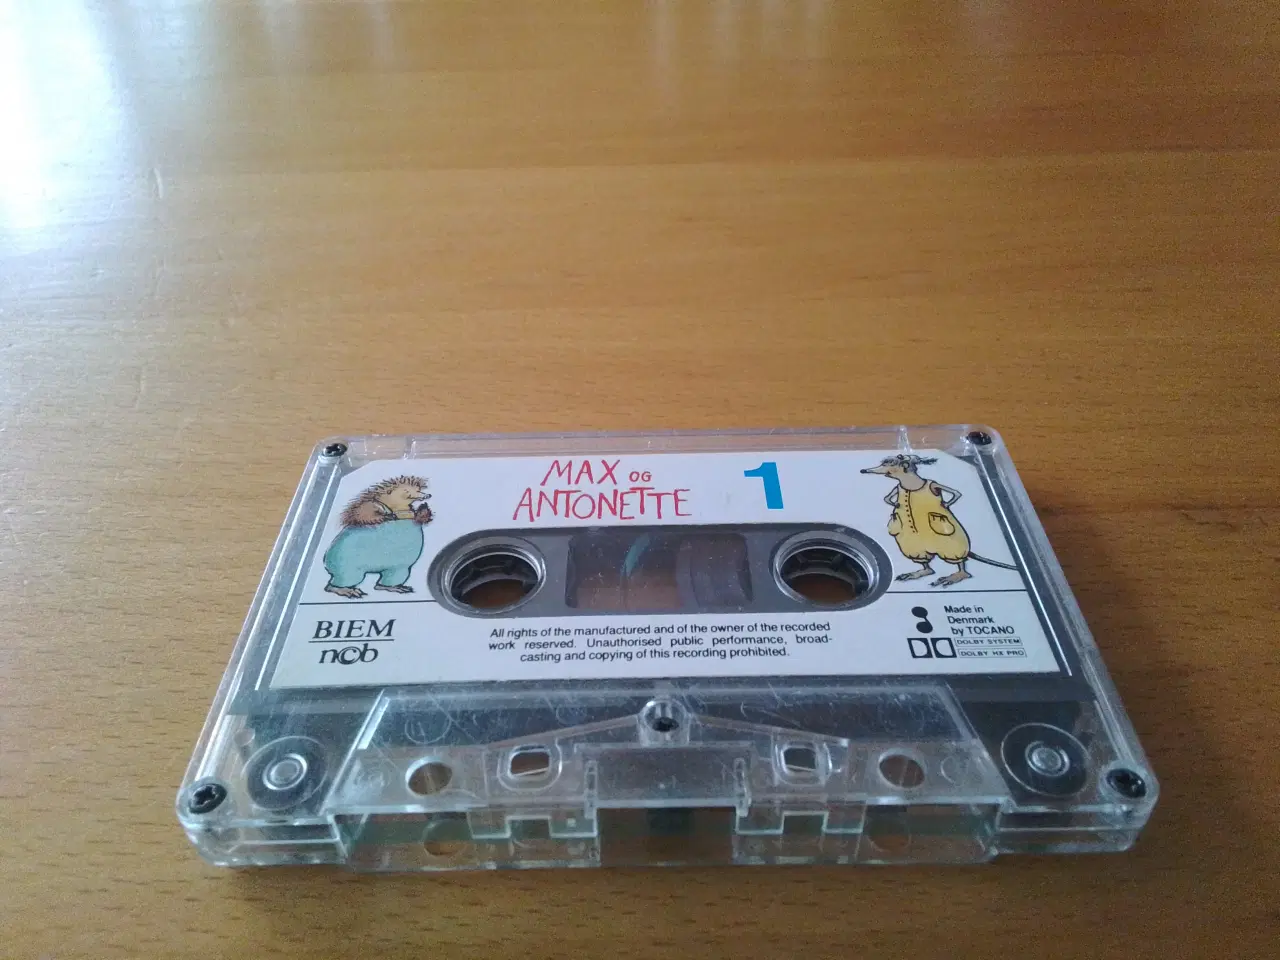 MAX OG
ANTONETTE
1
BIEM
ncb
All rights of the manufactured and of the owner of the recorded
work reserved. Unauthorised public performance, broad-
casting and copying of this recording prohibited.
Made in
Denmark
by TOCANO
DOLBY SYSTEM
DOLBY HX PRO